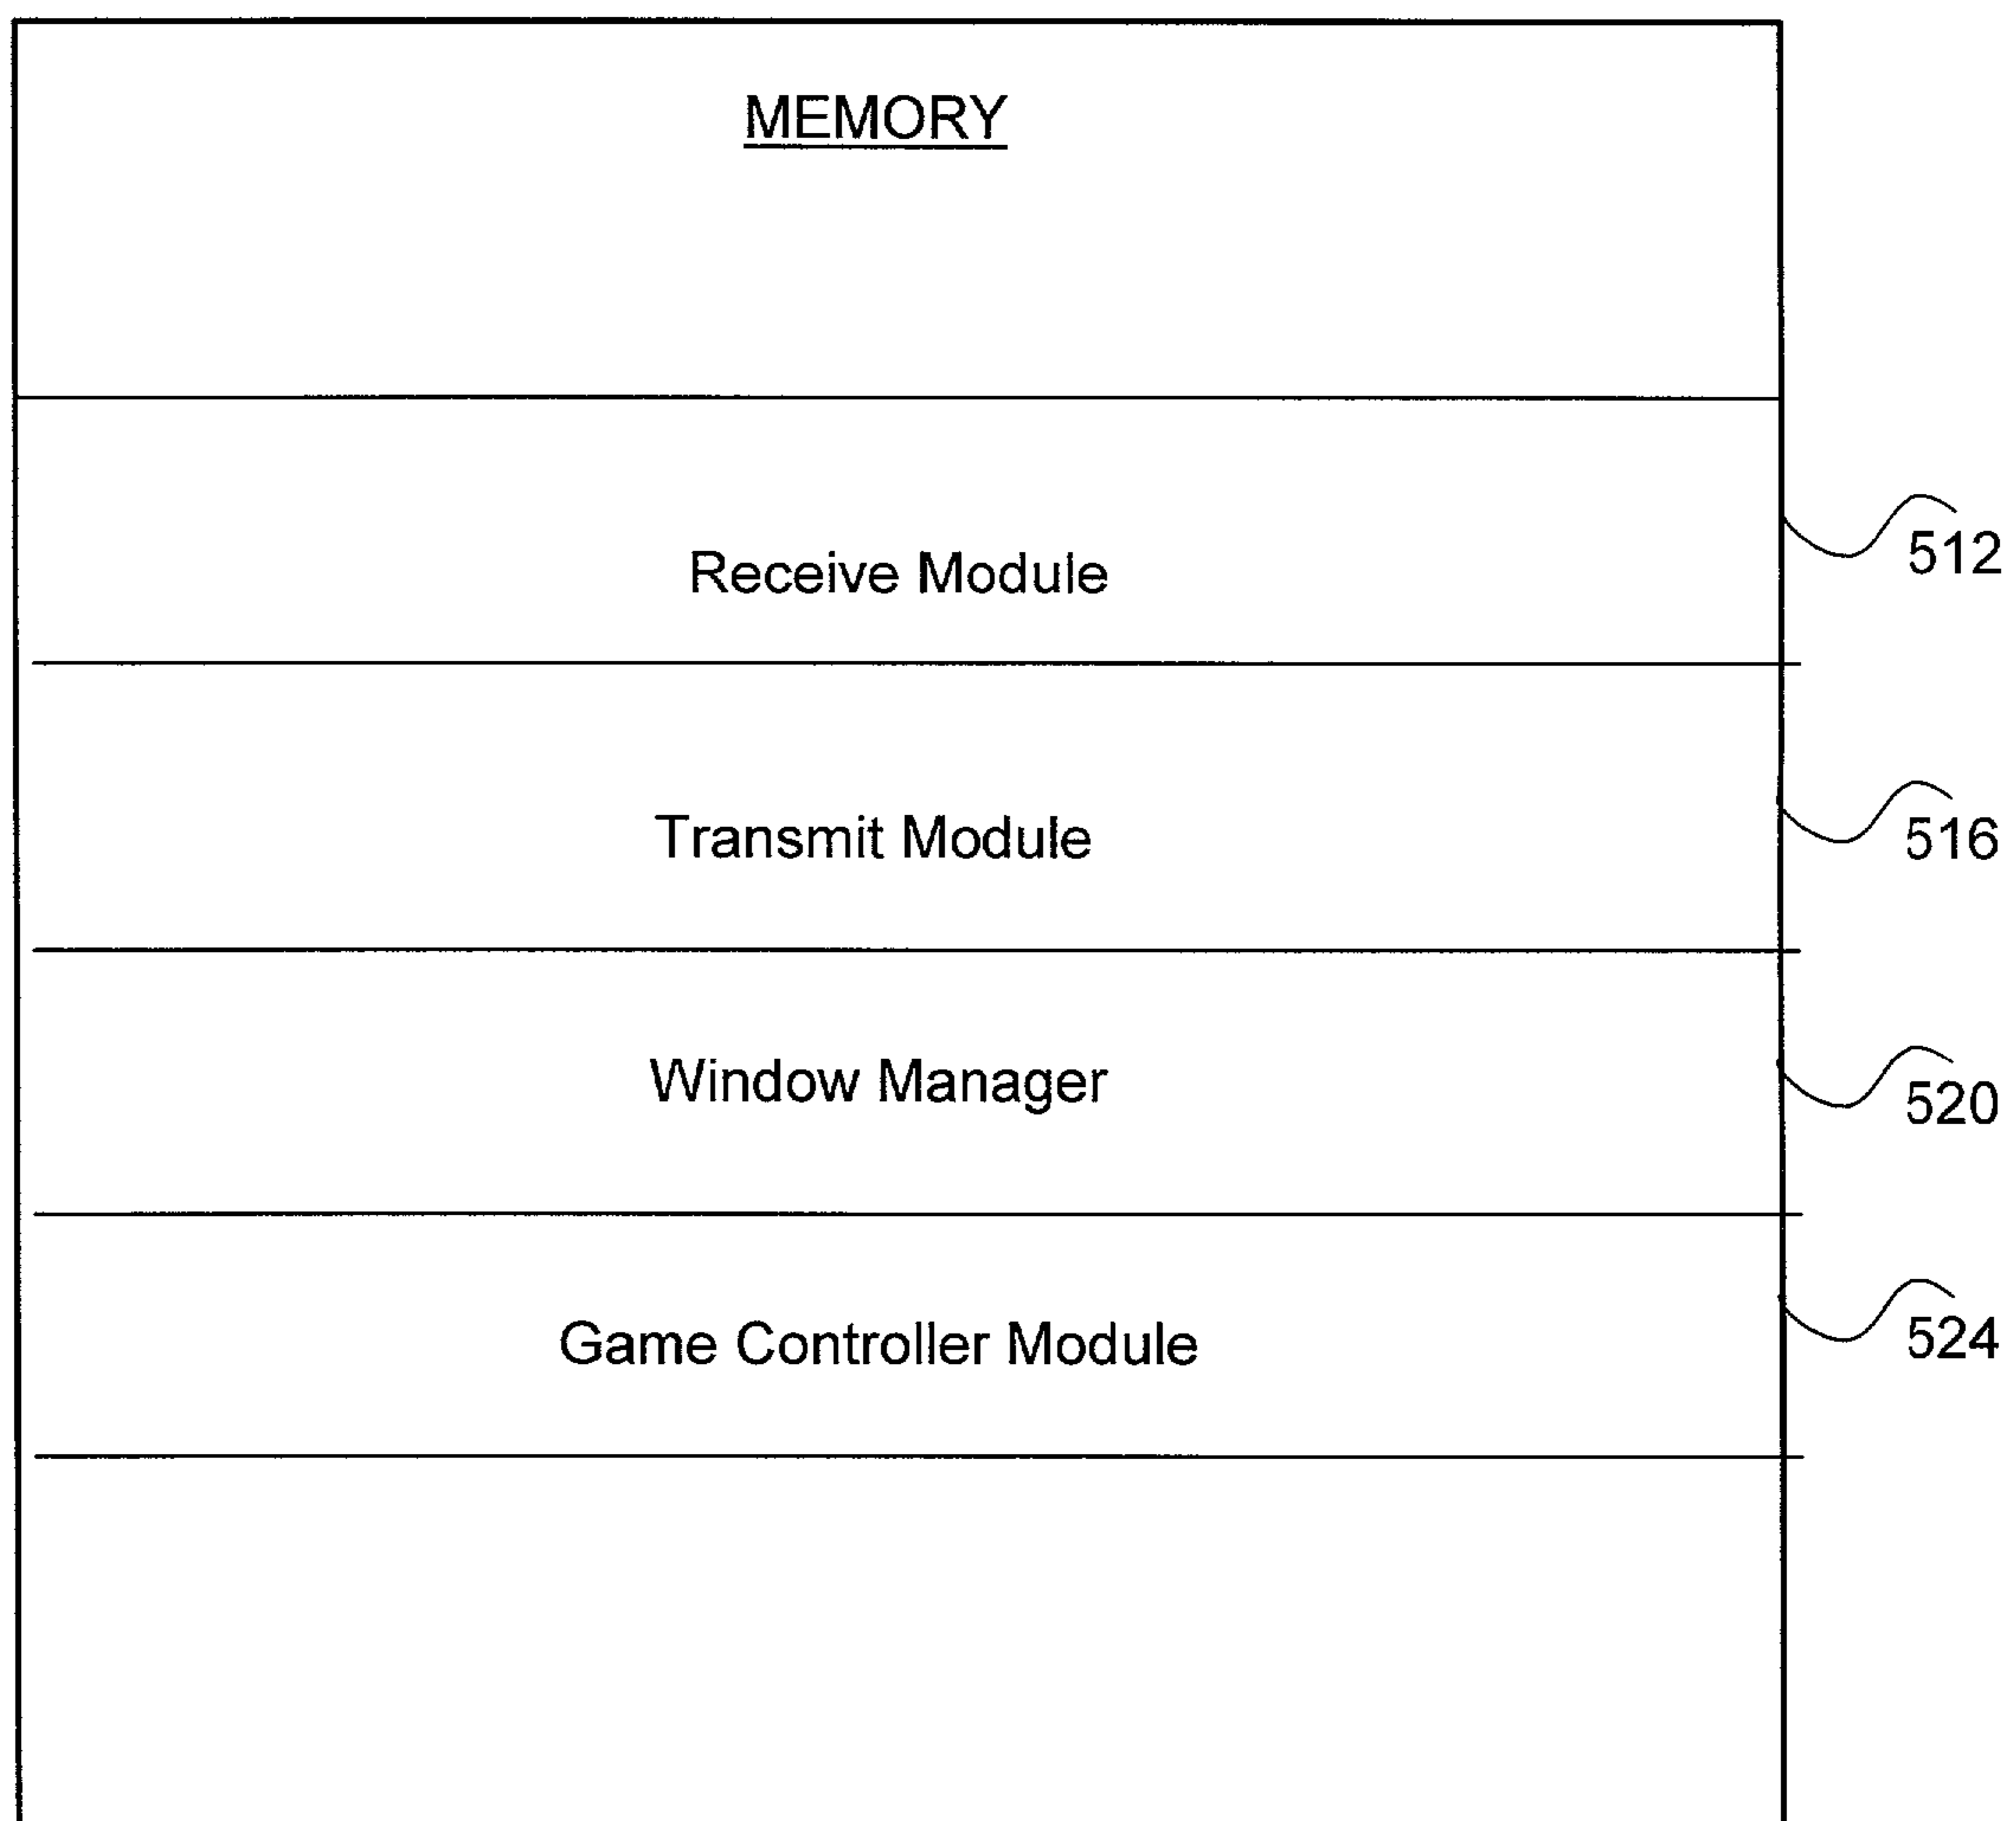 MEMORY
Receive Module
512
Transmit Module
516
Window Manager
520
Game Controller Module
524